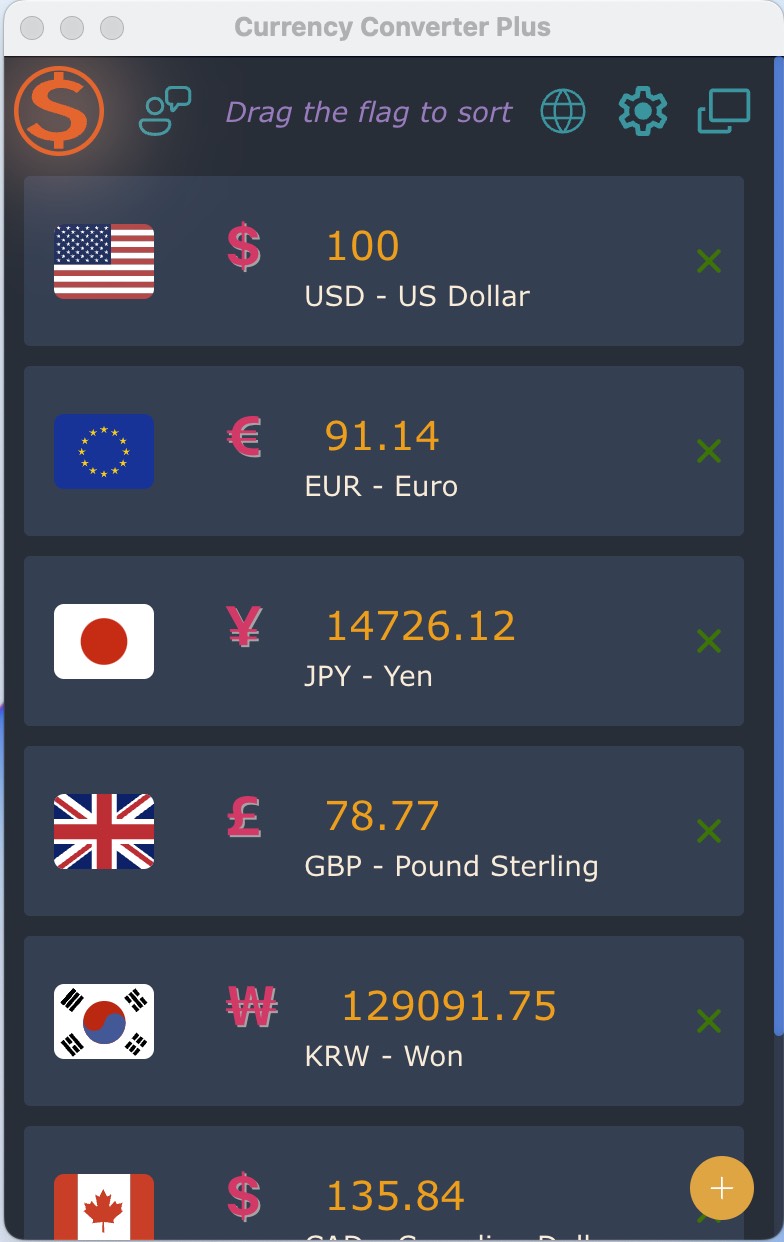 Currency Converter Plus
Drag the flag to sort
$ 100
USD - US Dollar
€ 91.14
EUR - Euro
¥ 14726.12
JPY - Yen
£ 78.77
GBP - Pound Sterling
₩ 129091.75
KRW - Won
$ 135.84